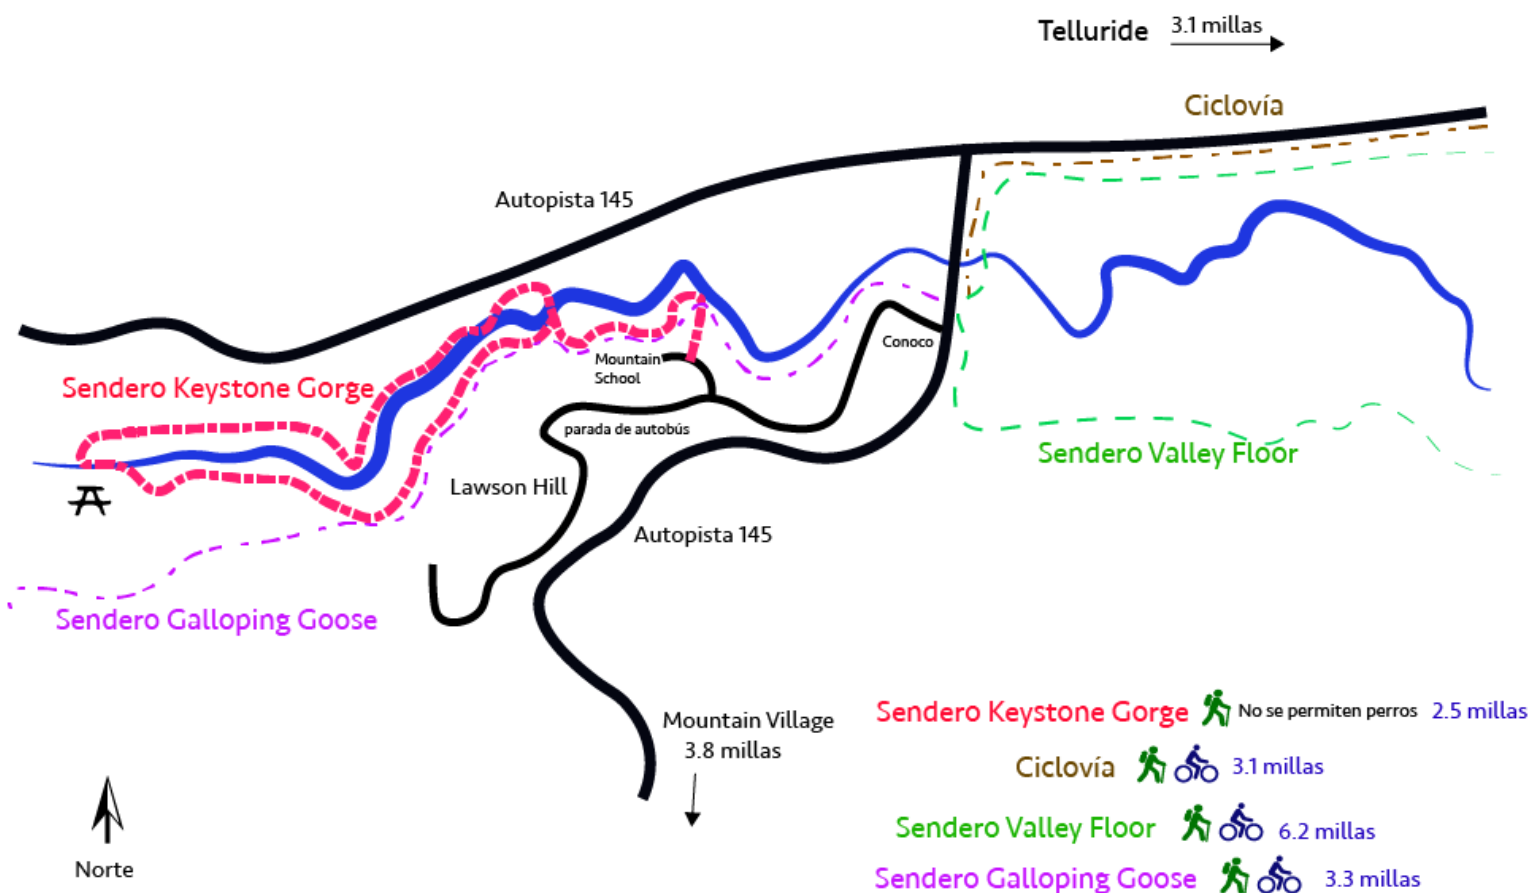 Telluride 3.1 millas
Ciclovía
Autopista 145
Conoco
Mountain
School
Sendero Keystone Gorge
parada de autobús
Sendero Valley Floor
Lawson Hill
Autopista 145
Sendero Galloping Goose
Mountain Village
3.8 millas
Sendero Keystone Gorge No se permiten perros 2.5 millas
Ciclovía 3.1 millas
Sendero Valley Floor 6.2 millas
Norte
Sendero Galloping Goose 3.3 millas